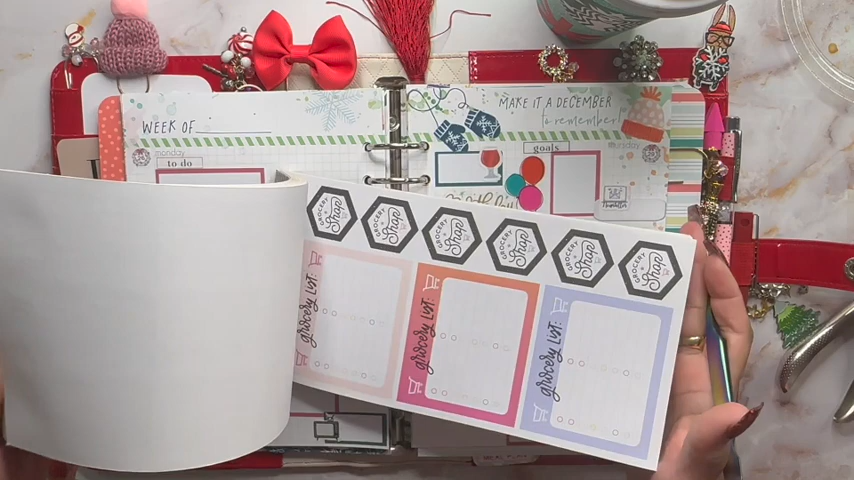 MAKE IT A DECEMBER
to remember!
WEEK OF
monday
to do
goals
thursday
GROCERY Shop
GROCERY Shop
GROCERY Shop
GROCERY Shop
GROCERY Shop
GROCERY Shop
grocery list:
grocery list:
grocery list: